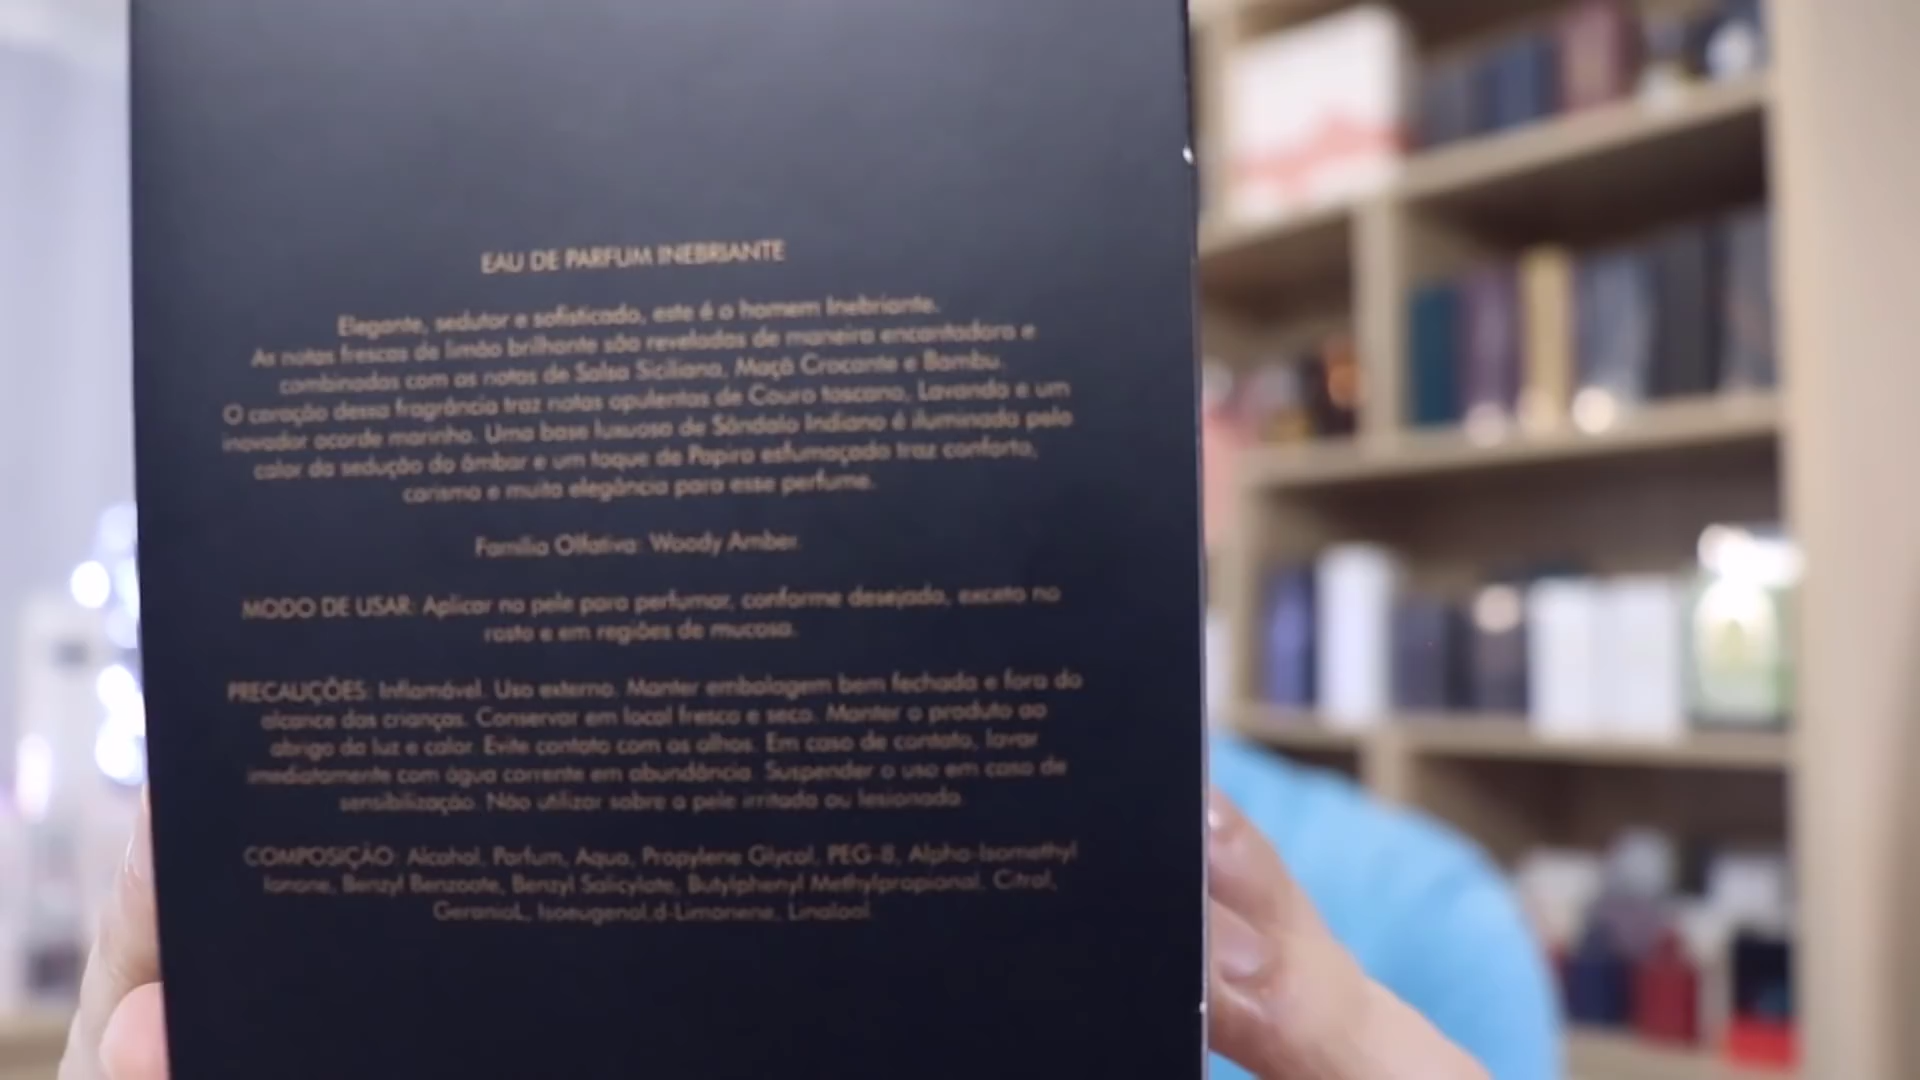 EAU DE PARFUM INEBRIANTE
Elegante, sedutor e sofisticado, este é o homem Inebriante.
As notas frescas de limão brilhante são reveladas de maneira encantadora e
combinadas com as notas de Salsa Siciliana, Maçã Crocante e Bambu.
O coração dessa fragrância traz notas opulentas de Couro toscano, Lavanda e um
inovador acorde marinho. Uma base luxuosa de Sândalo Indiano é iluminada pelo
calor da sedução do âmbar e um toque de Papiro esfumaçado traz conforto,
carisma e muita elegância para esse perfume.
Família Olfativa: Woody Amber.
MODO DE USAR: Aplicar na pele para perfumar, conforme desejado, exceto no
rosto e em regiões de mucosa.
PRECAUÇÕES: Inflamável. Uso externo. Manter embalagem bem fechada e fora do
alcance das crianças. Conservar em local fresco e seco. Manter o produto ao
abrigo da luz e calor. Evite contato com os olhos. Em caso de contato, lavar
imediatamente com água corrente em abundância. Suspender o uso em caso de
sensibilização. Não utilizar sobre a pele irritada ou lesionada.
COMPOSIÇÃO: Alcohol, Parfum, Aqua, Propylene Glycol, PEG-8, Alpha-Isomethyl
Ionone, Benzyl Benzoate, Benzyl Salicylate, Butylphenyl Methylpropional, Citral,
Geraniol, Isoeugenol,d-Limonene, Linalool.